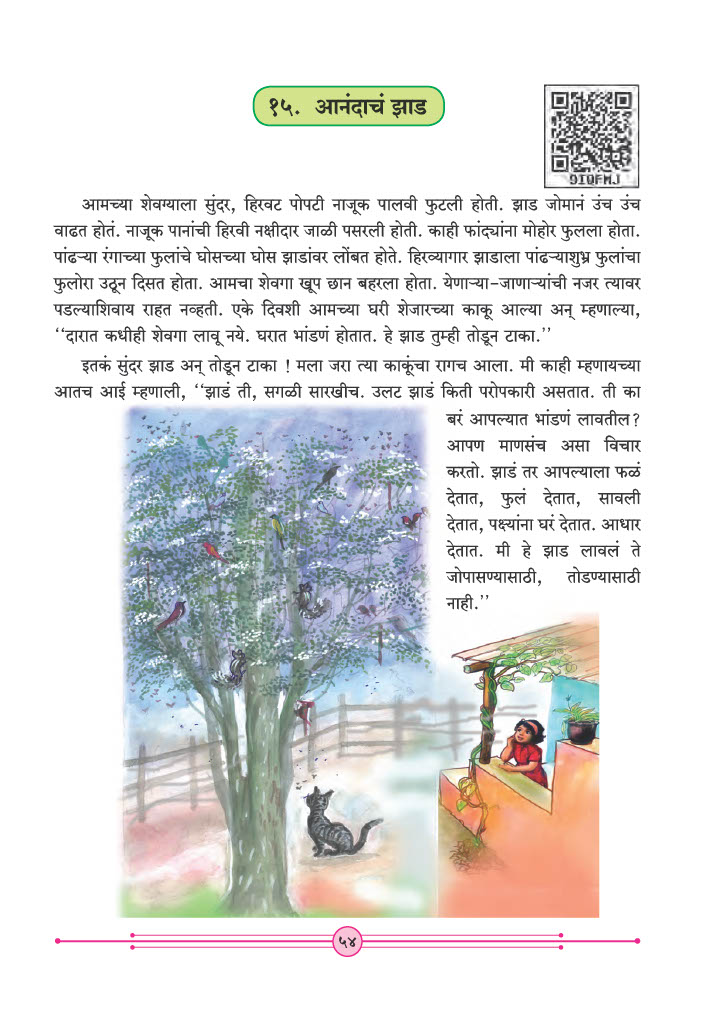 १५. आनंदाचं झाड
9IQFMJ
आमच्या शेवग्याला सुंदर, हिरवट पोपटी नाजूक पालवी फुटली होती. झाड जोमानं उंच उंच
वाढत होतं. नाजूक पानांची हिरवी नक्षीदार जाळी पसरली होती. काही फांद्यांना मोहोर फुलला होता.
पांढऱ्या रंगाच्या फुलांचे घोसच्या घोस झाडांवर लोंबत होते. हिरव्यागार झाडाला पांढऱ्याशुभ्र फुलांचा
फुलोरा उठून दिसत होता. आमचा शेवगा खूप छान बहरला होता. येणाऱ्या-जाणाऱ्यांची नजर त्यावर
पडल्याशिवाय राहत नव्हती. एके दिवशी आमच्या घरी शेजारच्या काकू आल्या अन् म्हणाल्या,
‘‘दारात कधीही शेवगा लावू नये. घरात भांडणं होतात. हे झाड तुम्ही तोडून टाका.’’
इतकं सुंदर झाड अन् तोडून टाका ! मला जरा त्या काकूंचा रागच आला. मी काही म्हणायच्या
आतच आई म्हणाली, ‘‘झाडं ती, सगळी सारखीच. उलट झाडं किती परोपकारी असतात. ती का
बरं आपल्यात भांडणं लावतील?
आपण माणसंच असा विचार
करतो. झाडं तर आपल्याला फळं
देतात, फुलं देतात, सावली
देतात, पक्ष्यांना घरं देतात. आधार
देतात. मी हे झाड लावलं ते
जोपासण्यासाठी, तोडण्यासाठी
नाही.’’
५४